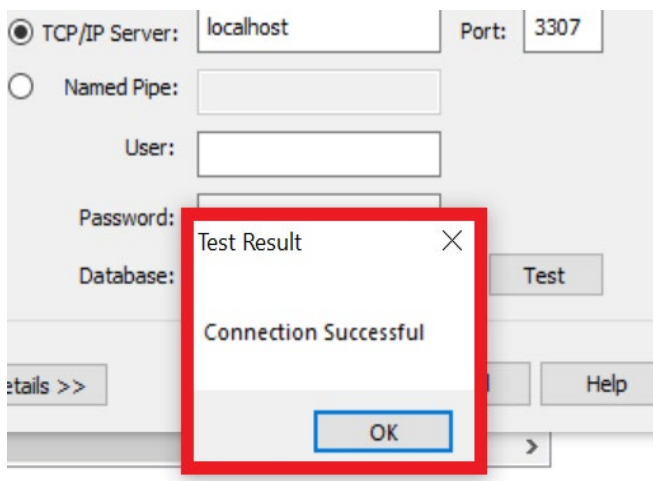 TCP/IP Server: localhost Port: 3307
Named Pipe:
User:
Password:
Test Result
Database: Test
Connection Successful
etails >> Help
OK